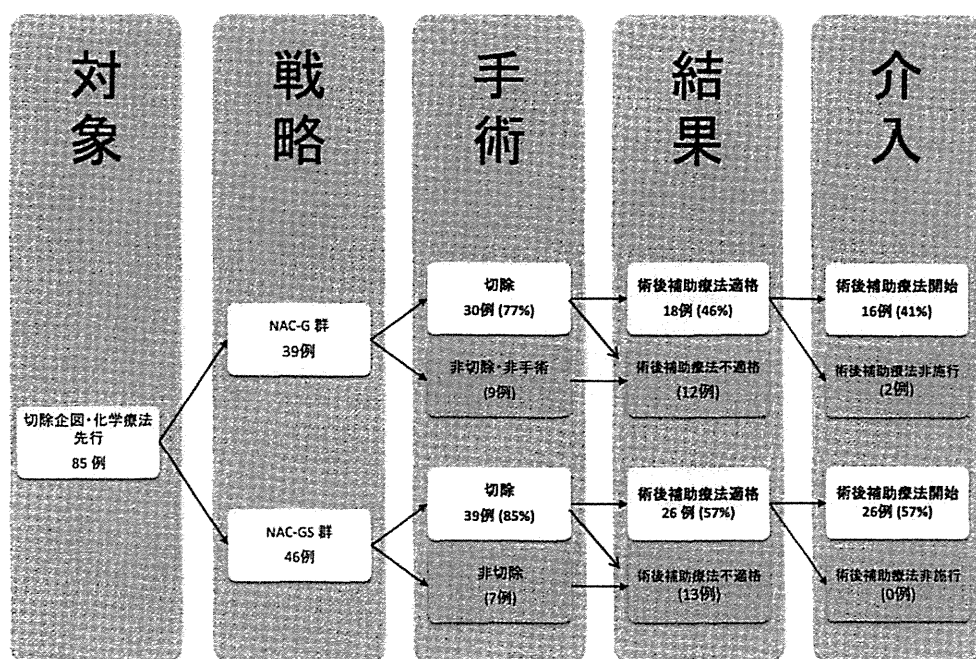 対象
戦略
手術
結果
介入
切除企図・化学療法
先行
85 例
NAC-G 群
39例
NAC-GS 群
46例
切除
30例 (77%)
非切除・非手術
(9例)
切除
39例 (85%)
非切除
(7例)
術後補助療法適格
18例 (46%)
術後補助療法不適格
(12例)
術後補助療法適格
26 例 (57%)
術後補助療法不適格
(13例)
術後補助療法開始
16例 (41%)
術後補助療法非施行
(2例)
術後補助療法開始
26例 (57%)
術後補助療法非施行
(0例)